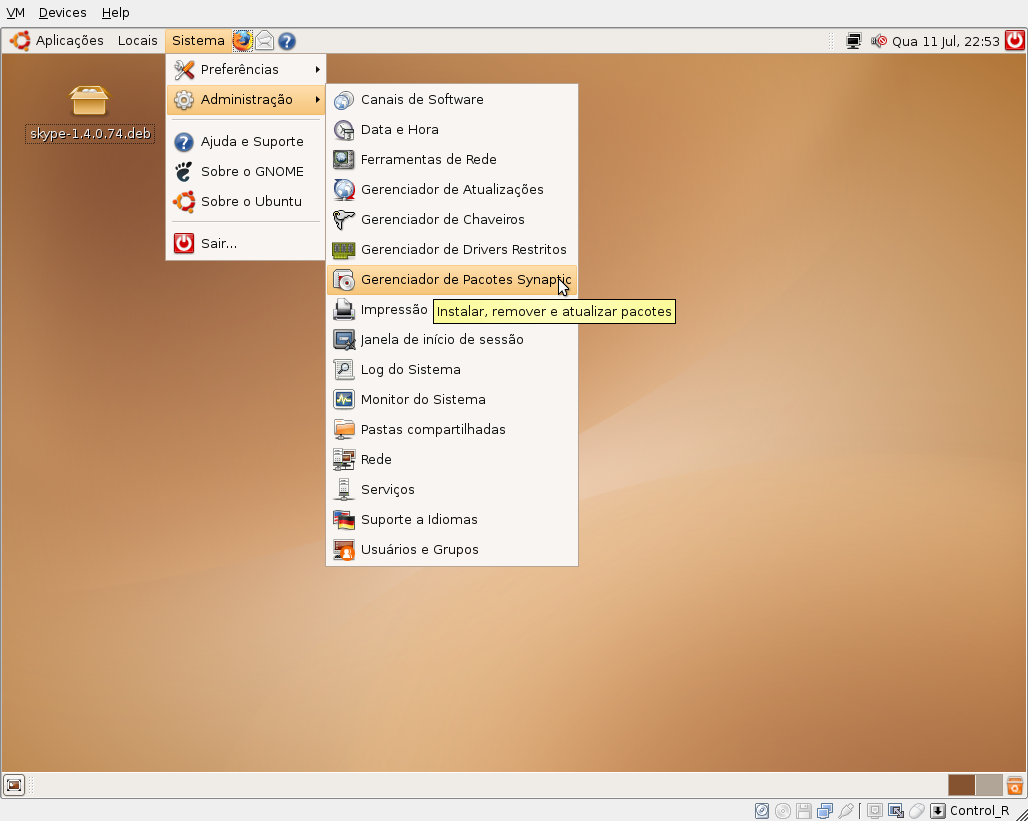 VM Devices Help
Aplicações Locais Sistema Qua 11 Jul, 22:53
Preferências
Administração
Ajuda e Suporte
Sobre o GNOME
Sobre o Ubuntu
Sair...
skype-1.4.0.74.deb
Canais de Software
Data e Hora
Ferramentas de Rede
Gerenciador de Atualizações
Gerenciador de Chaveiros
Gerenciador de Drivers Restritos
Gerenciador de Pacotes Synaptic
Impressão
Instalar, remover e atualizar pacotes
Janela de início de sessão
Log do Sistema
Monitor do Sistema
Pastas compartilhadas
Rede
Serviços
Suporte a Idiomas
Usuários e Grupos
Control_R